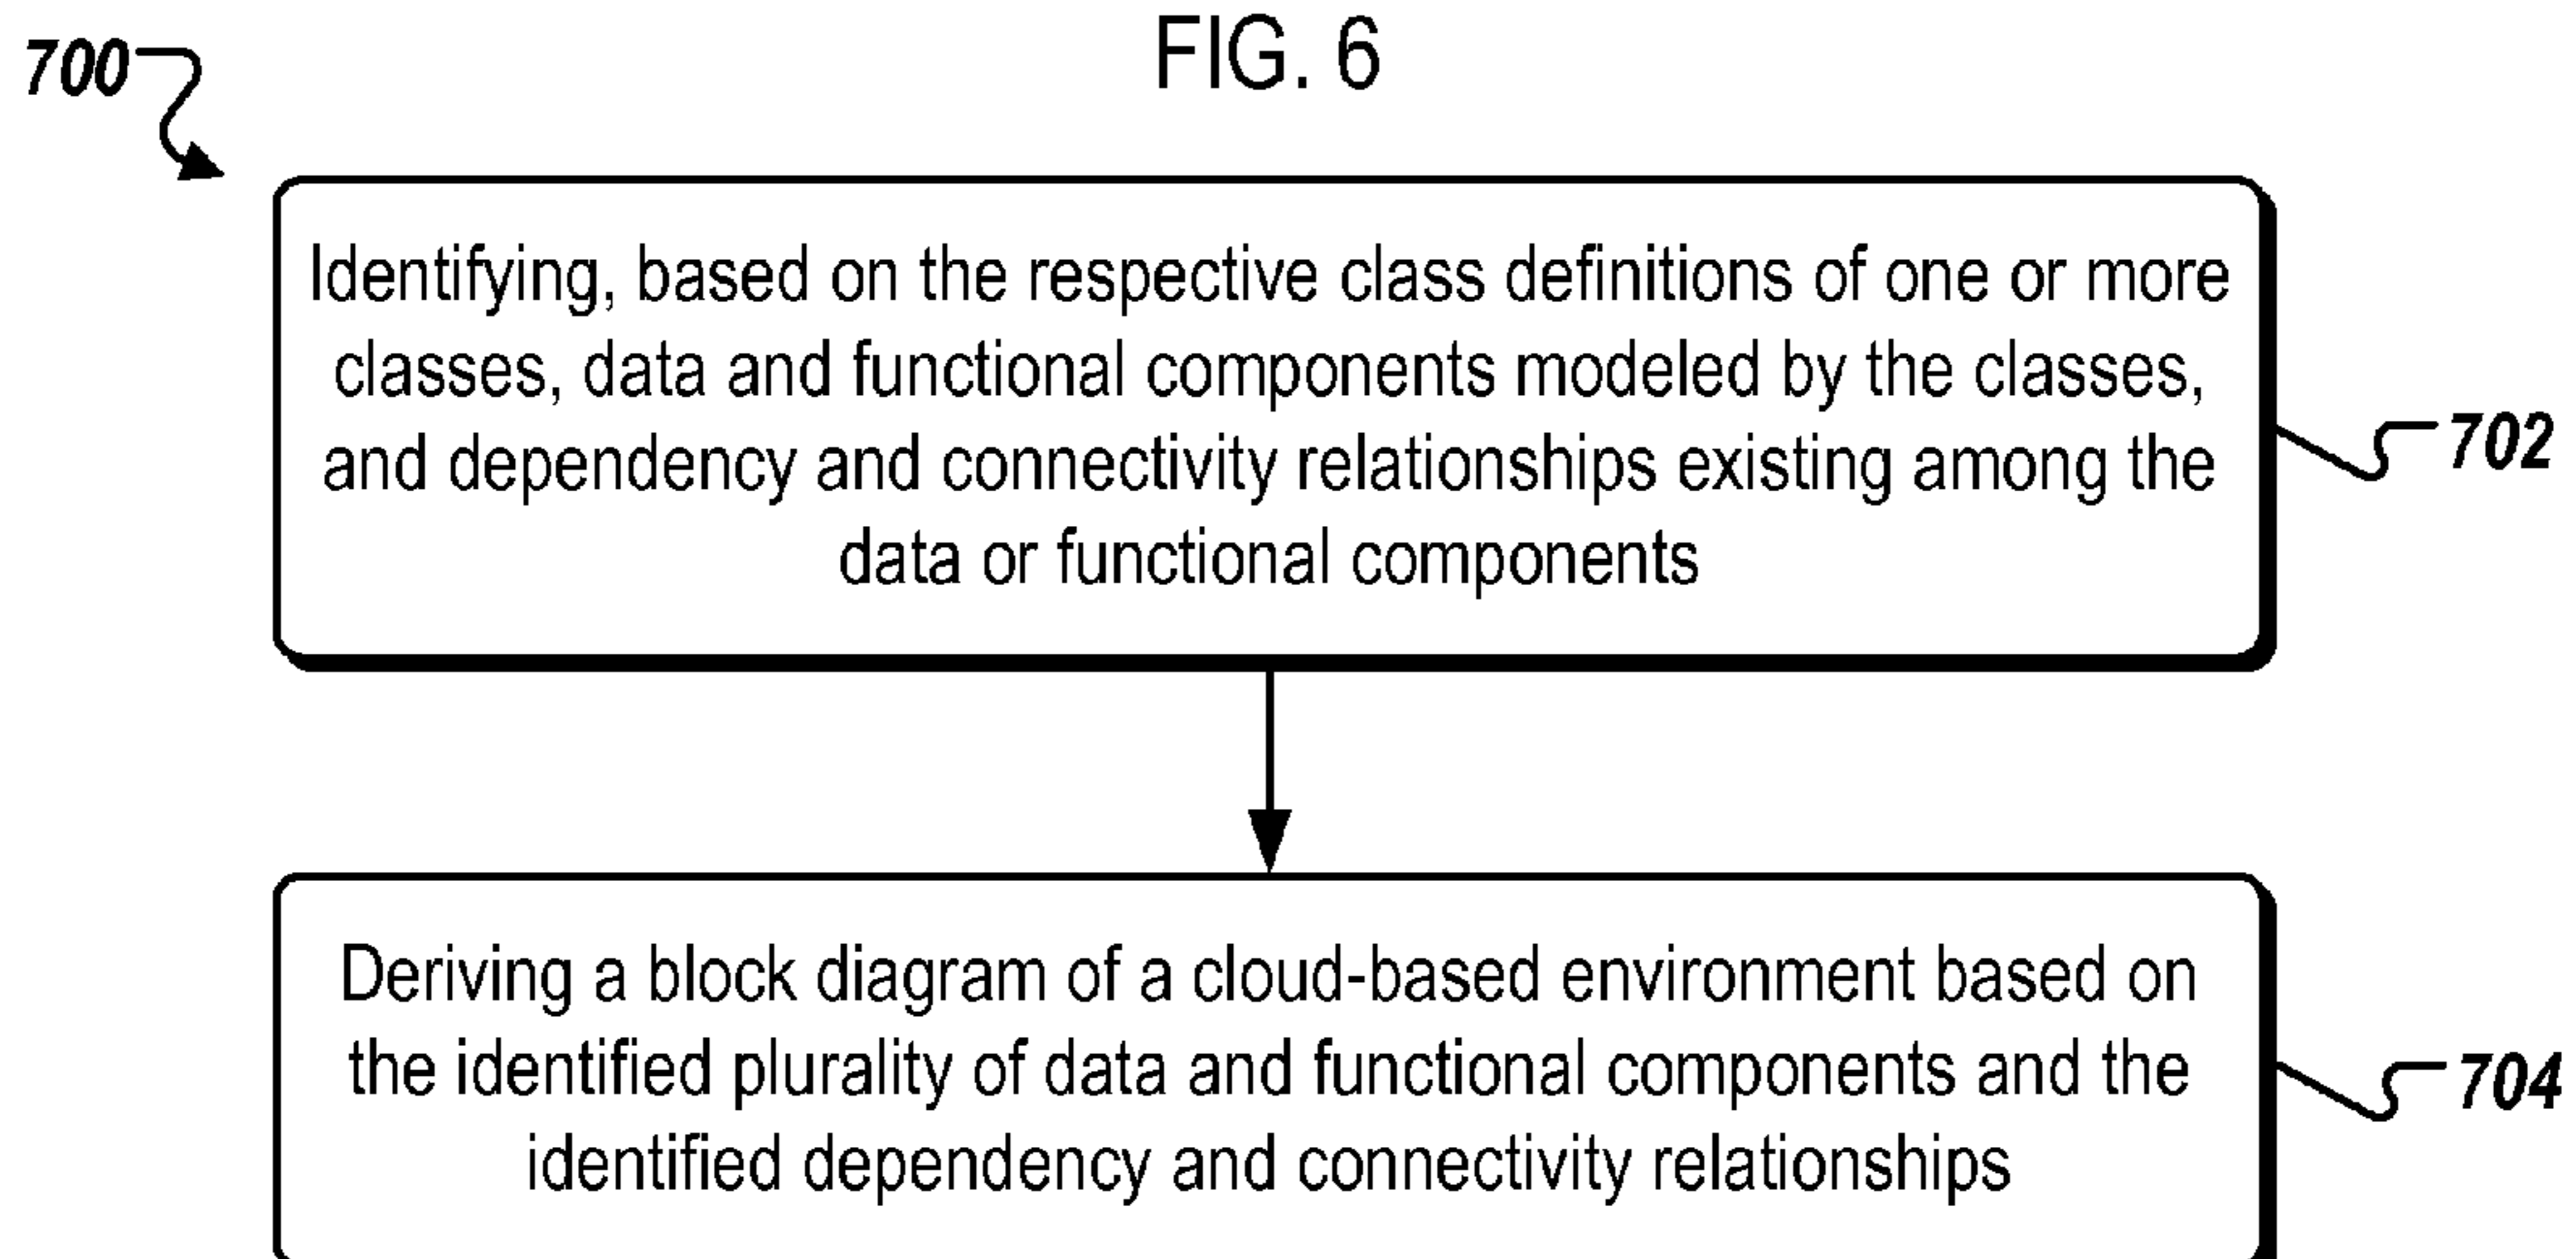 FIG. 6
700
Identifying, based on the respective class definitions of one or more
classes, data and functional components modeled by the classes,
and dependency and connectivity relationships existing among the
data or functional components
702
Deriving a block diagram of a cloud-based environment based on
the identified plurality of data and functional components and the
identified dependency and connectivity relationships
704